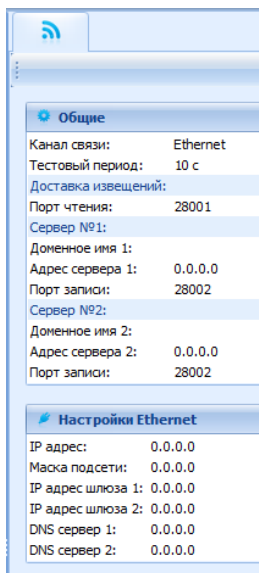 Общие
Канал связи: Ethernet
Тестовый период: 10 с
Доставка извещений:
Порт чтения: 28001
Сервер №1:
Доменное имя 1:
Адрес сервера 1: 0.0.0.0
Порт записи: 28002
Сервер №2:
Доменное имя 2:
Адрес сервера 2: 0.0.0.0
Порт записи: 28002
Настройки Ethernet
IP адрес: 0.0.0.0
Маска подсети: 0.0.0.0
IP адрес шлюза 1: 0.0.0.0
IP адрес шлюза 2: 0.0.0.0
DNS сервер 1: 0.0.0.0
DNS сервер 2: 0.0.0.0